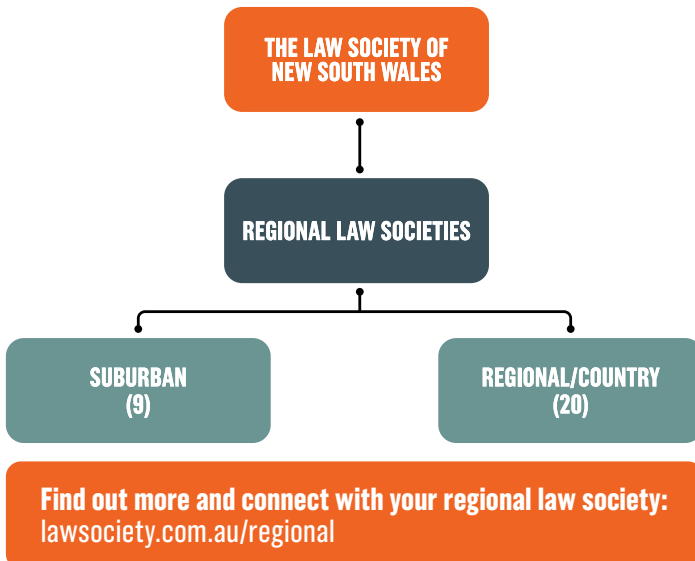 THE LAW SOCIETY OF
NEW SOUTH WALES
REGIONAL LAW SOCIETIES
SUBURBAN
(9)
REGIONAL/COUNTRY
(20)
Find out more and connect with your regional law society:
lawsociety.com.au/regional